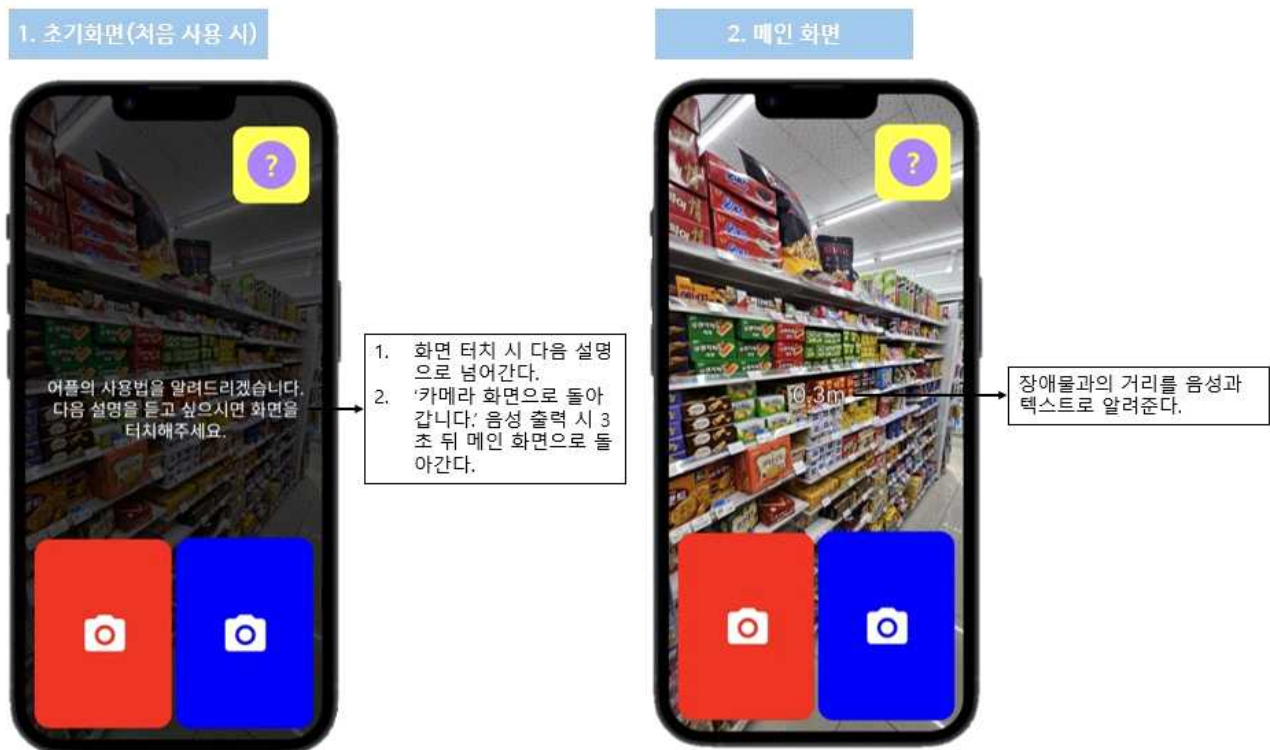 1. 초기화면(처음 사용 시)
2. 메인 화면
?
?
어플의 사용법을 알려드리겠습니다.
다음 설명을 듣고 싶으시면 화면을
터치해주세요.
1. 화면 터치 시 다음 설명
으로 넘어간다.
2. ‘카메라 화면으로 돌아
갑니다.’ 음성 출력 시 3
초 뒤 메인 화면으로 돌
아간다.
0.3m
장애물과의 거리를 음성과
텍스트로 알려준다.